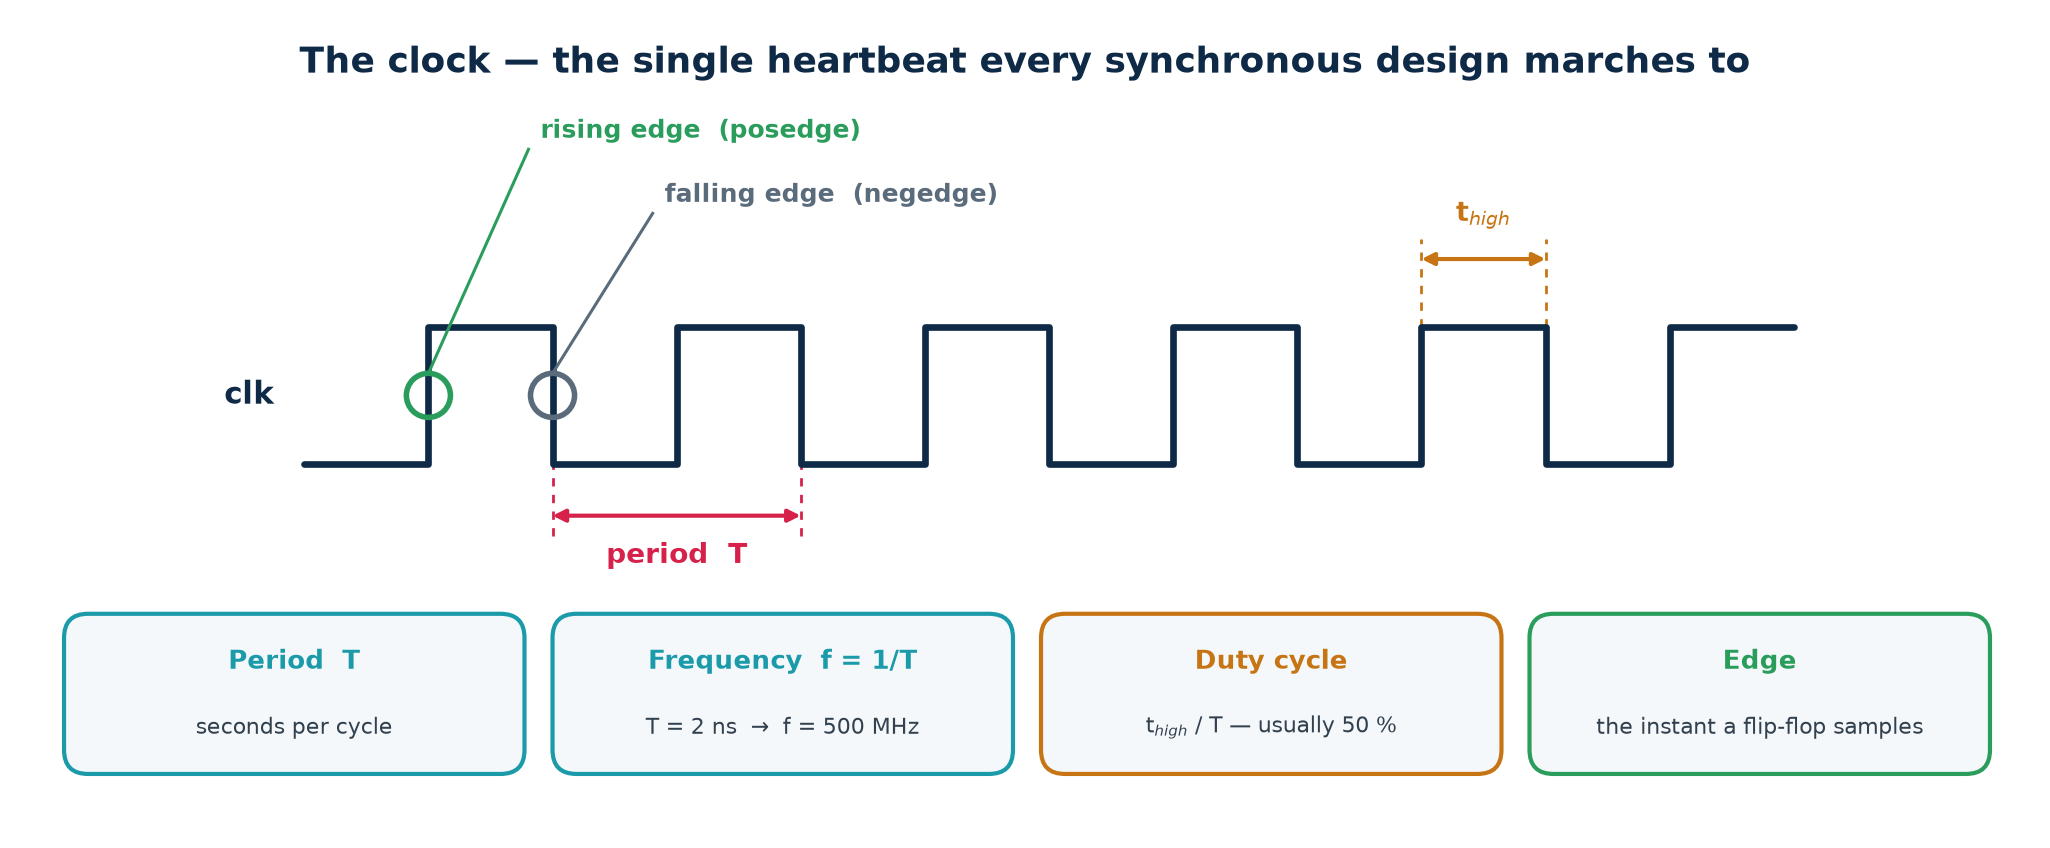 The clock — the single heartbeat every synchronous design marches to
rising edge (posedge)
falling edge (negedge)
t_high
clk
period T
Period T
seconds per cycle
Frequency f = 1/T
T = 2 ns → f = 500 MHz
Duty cycle
t_high / T — usually 50 %
Edge
the instant a flip-flop samples